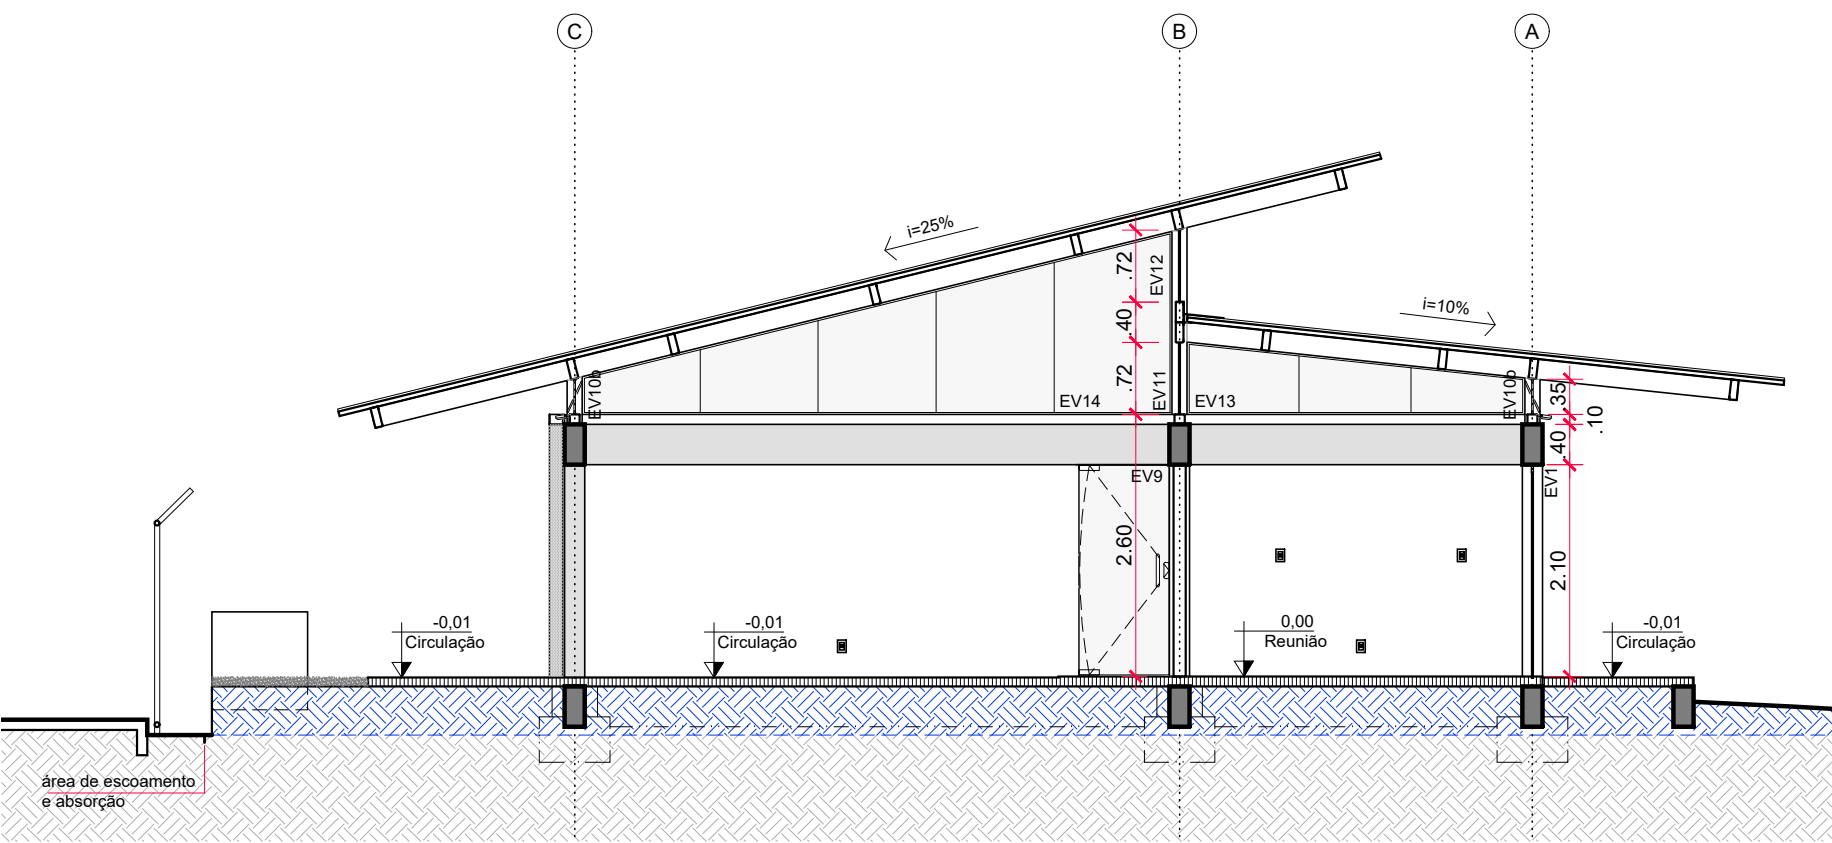 C
B
A
i=25%
i=10%
.72
EV12
.40
.72
EV11
EV10b
EV14
EV13
EV10b
.35
.10
.40
EV9
EV1
2.60
2.10
-0,01
Circulação
-0,01
Circulação
0,00
Reunião
-0,01
Circulação
área de escoamento
e absorção